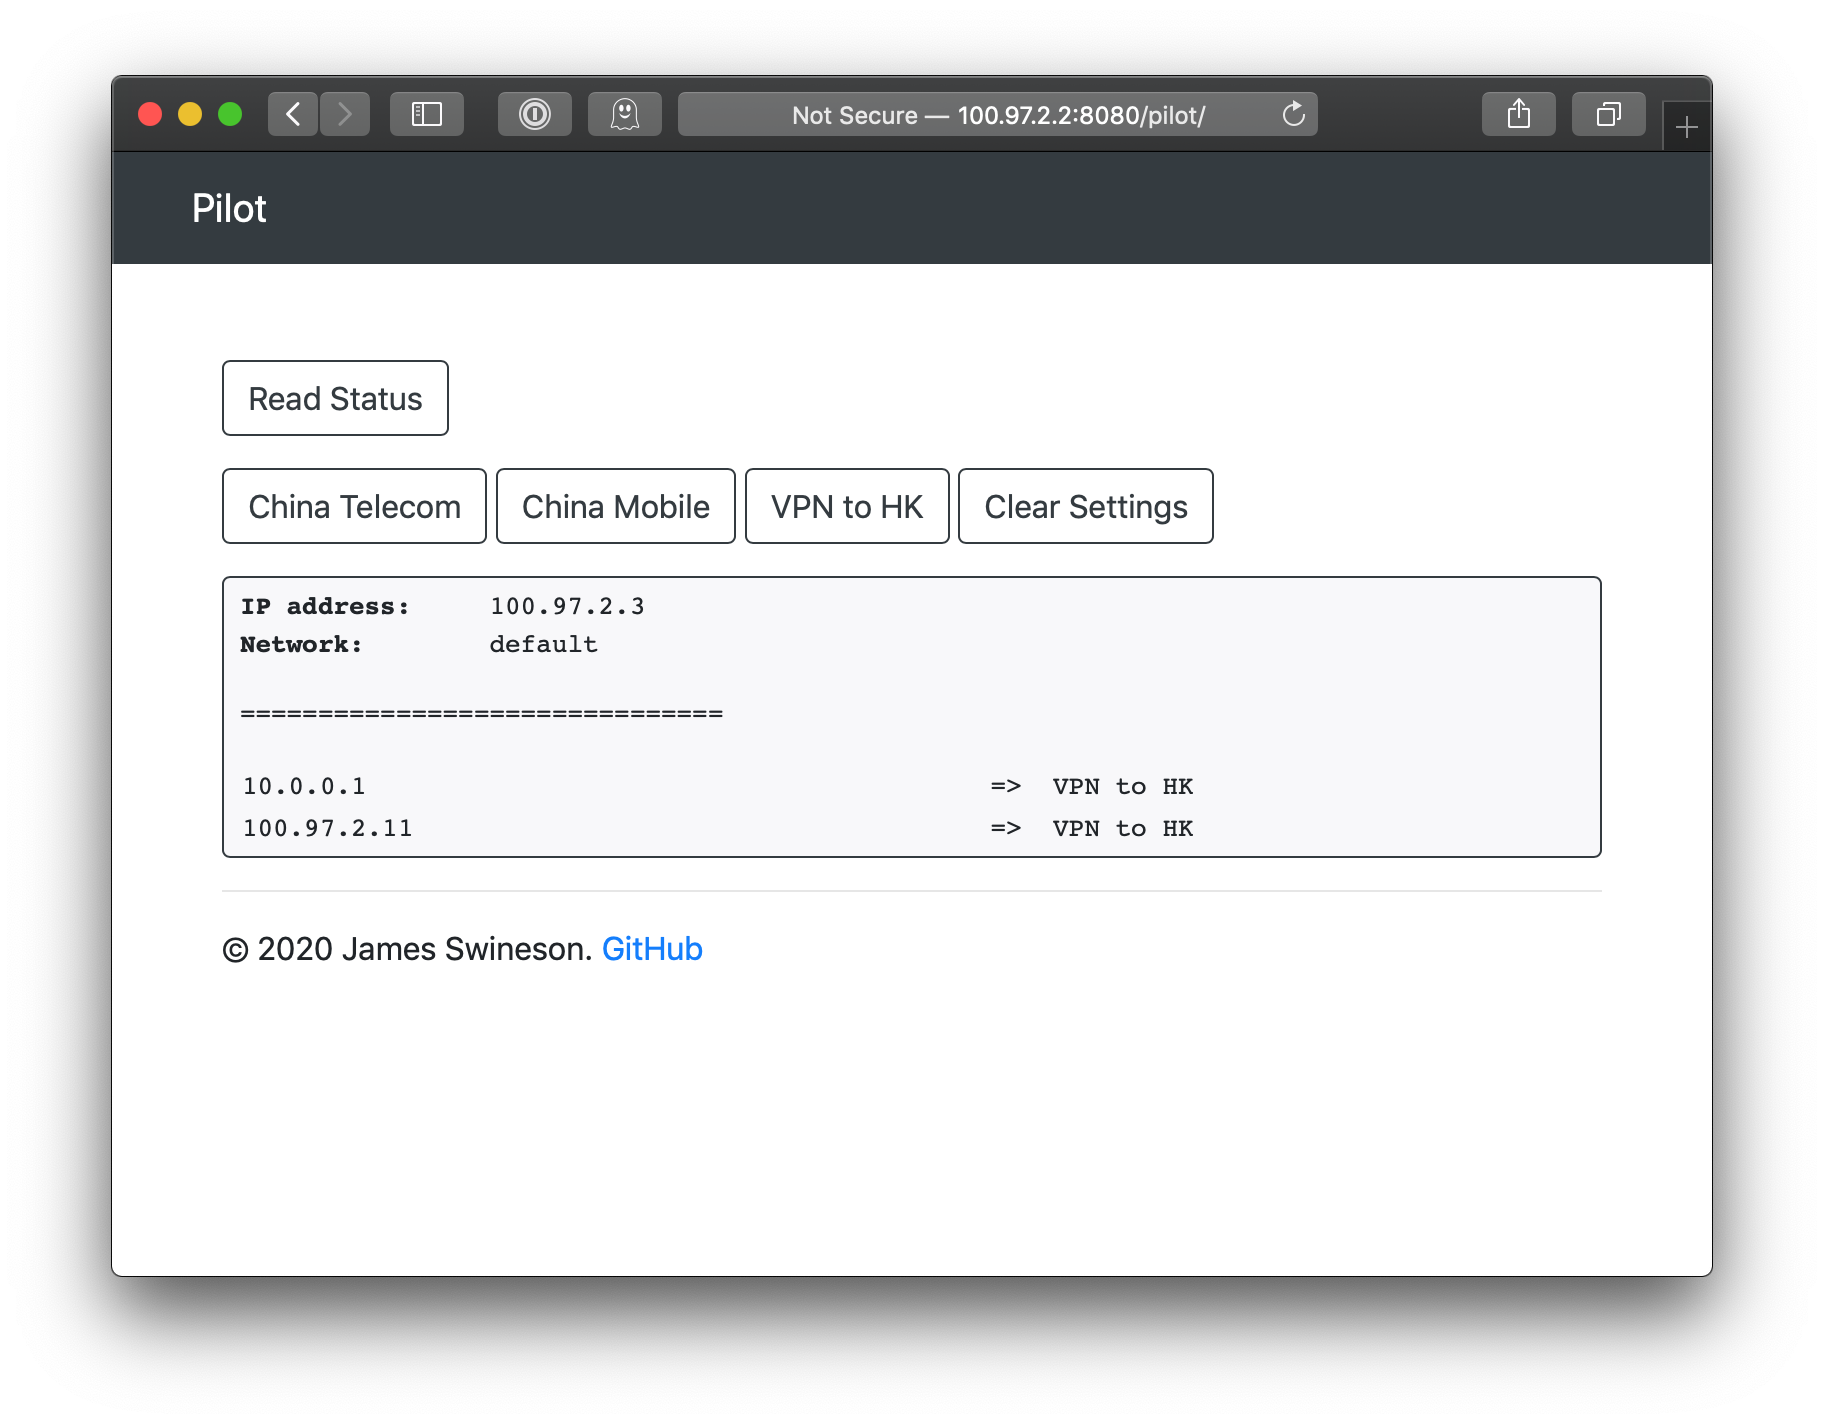 Not Secure — 100.97.2.2:8080/pilot/
Pilot
Read Status
China Telecom China Mobile VPN to HK Clear Settings
IP address: 100.97.2.3
Network: default
===============================
10.0.0.1 => VPN to HK
100.97.2.11 => VPN to HK
© 2020 James Swineson. GitHub